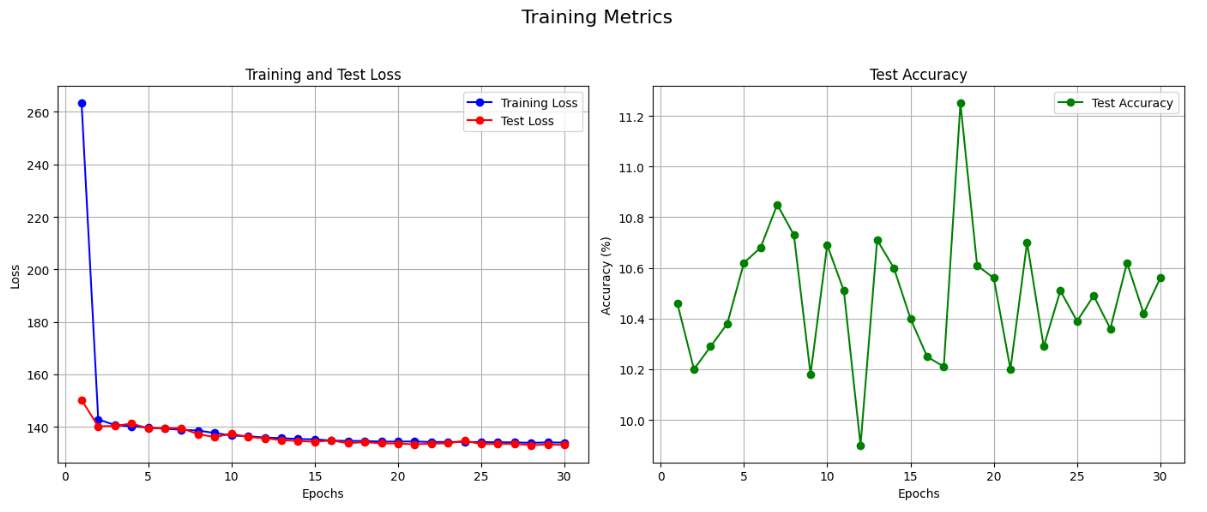 Training Metrics
Training and Test Loss
Training Loss
Test Loss
260
240
220
200
180
160
140
Loss
0
5
10
15
20
25
30
Epochs
Test Accuracy
Test Accuracy
11.2
11.0
10.8
10.6
10.4
10.2
10.0
Accuracy (%)
0
5
10
15
20
25
30
Epochs